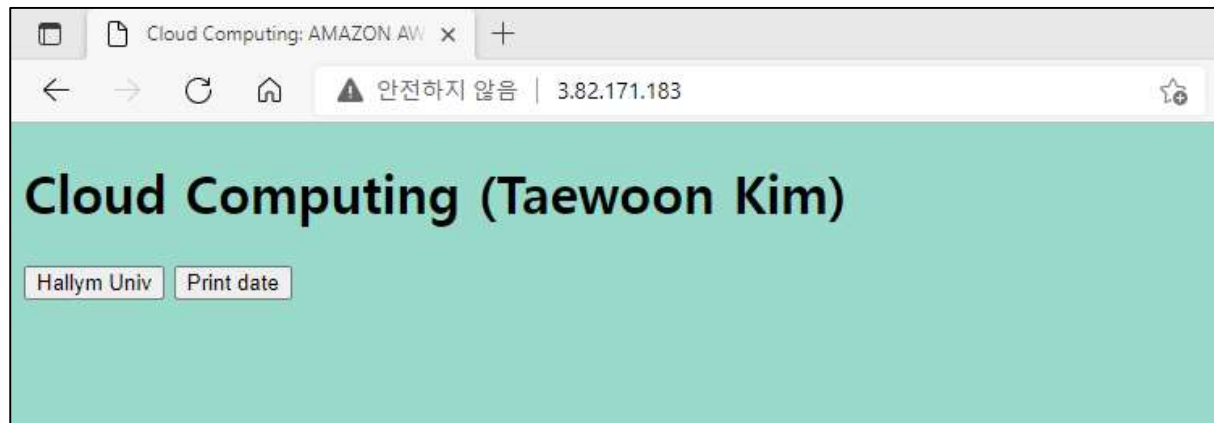 Cloud Computing: AMAZON AW
안전하지 않음 | 3.82.171.183
Cloud Computing (Taewoon Kim)
Hallym Univ Print date